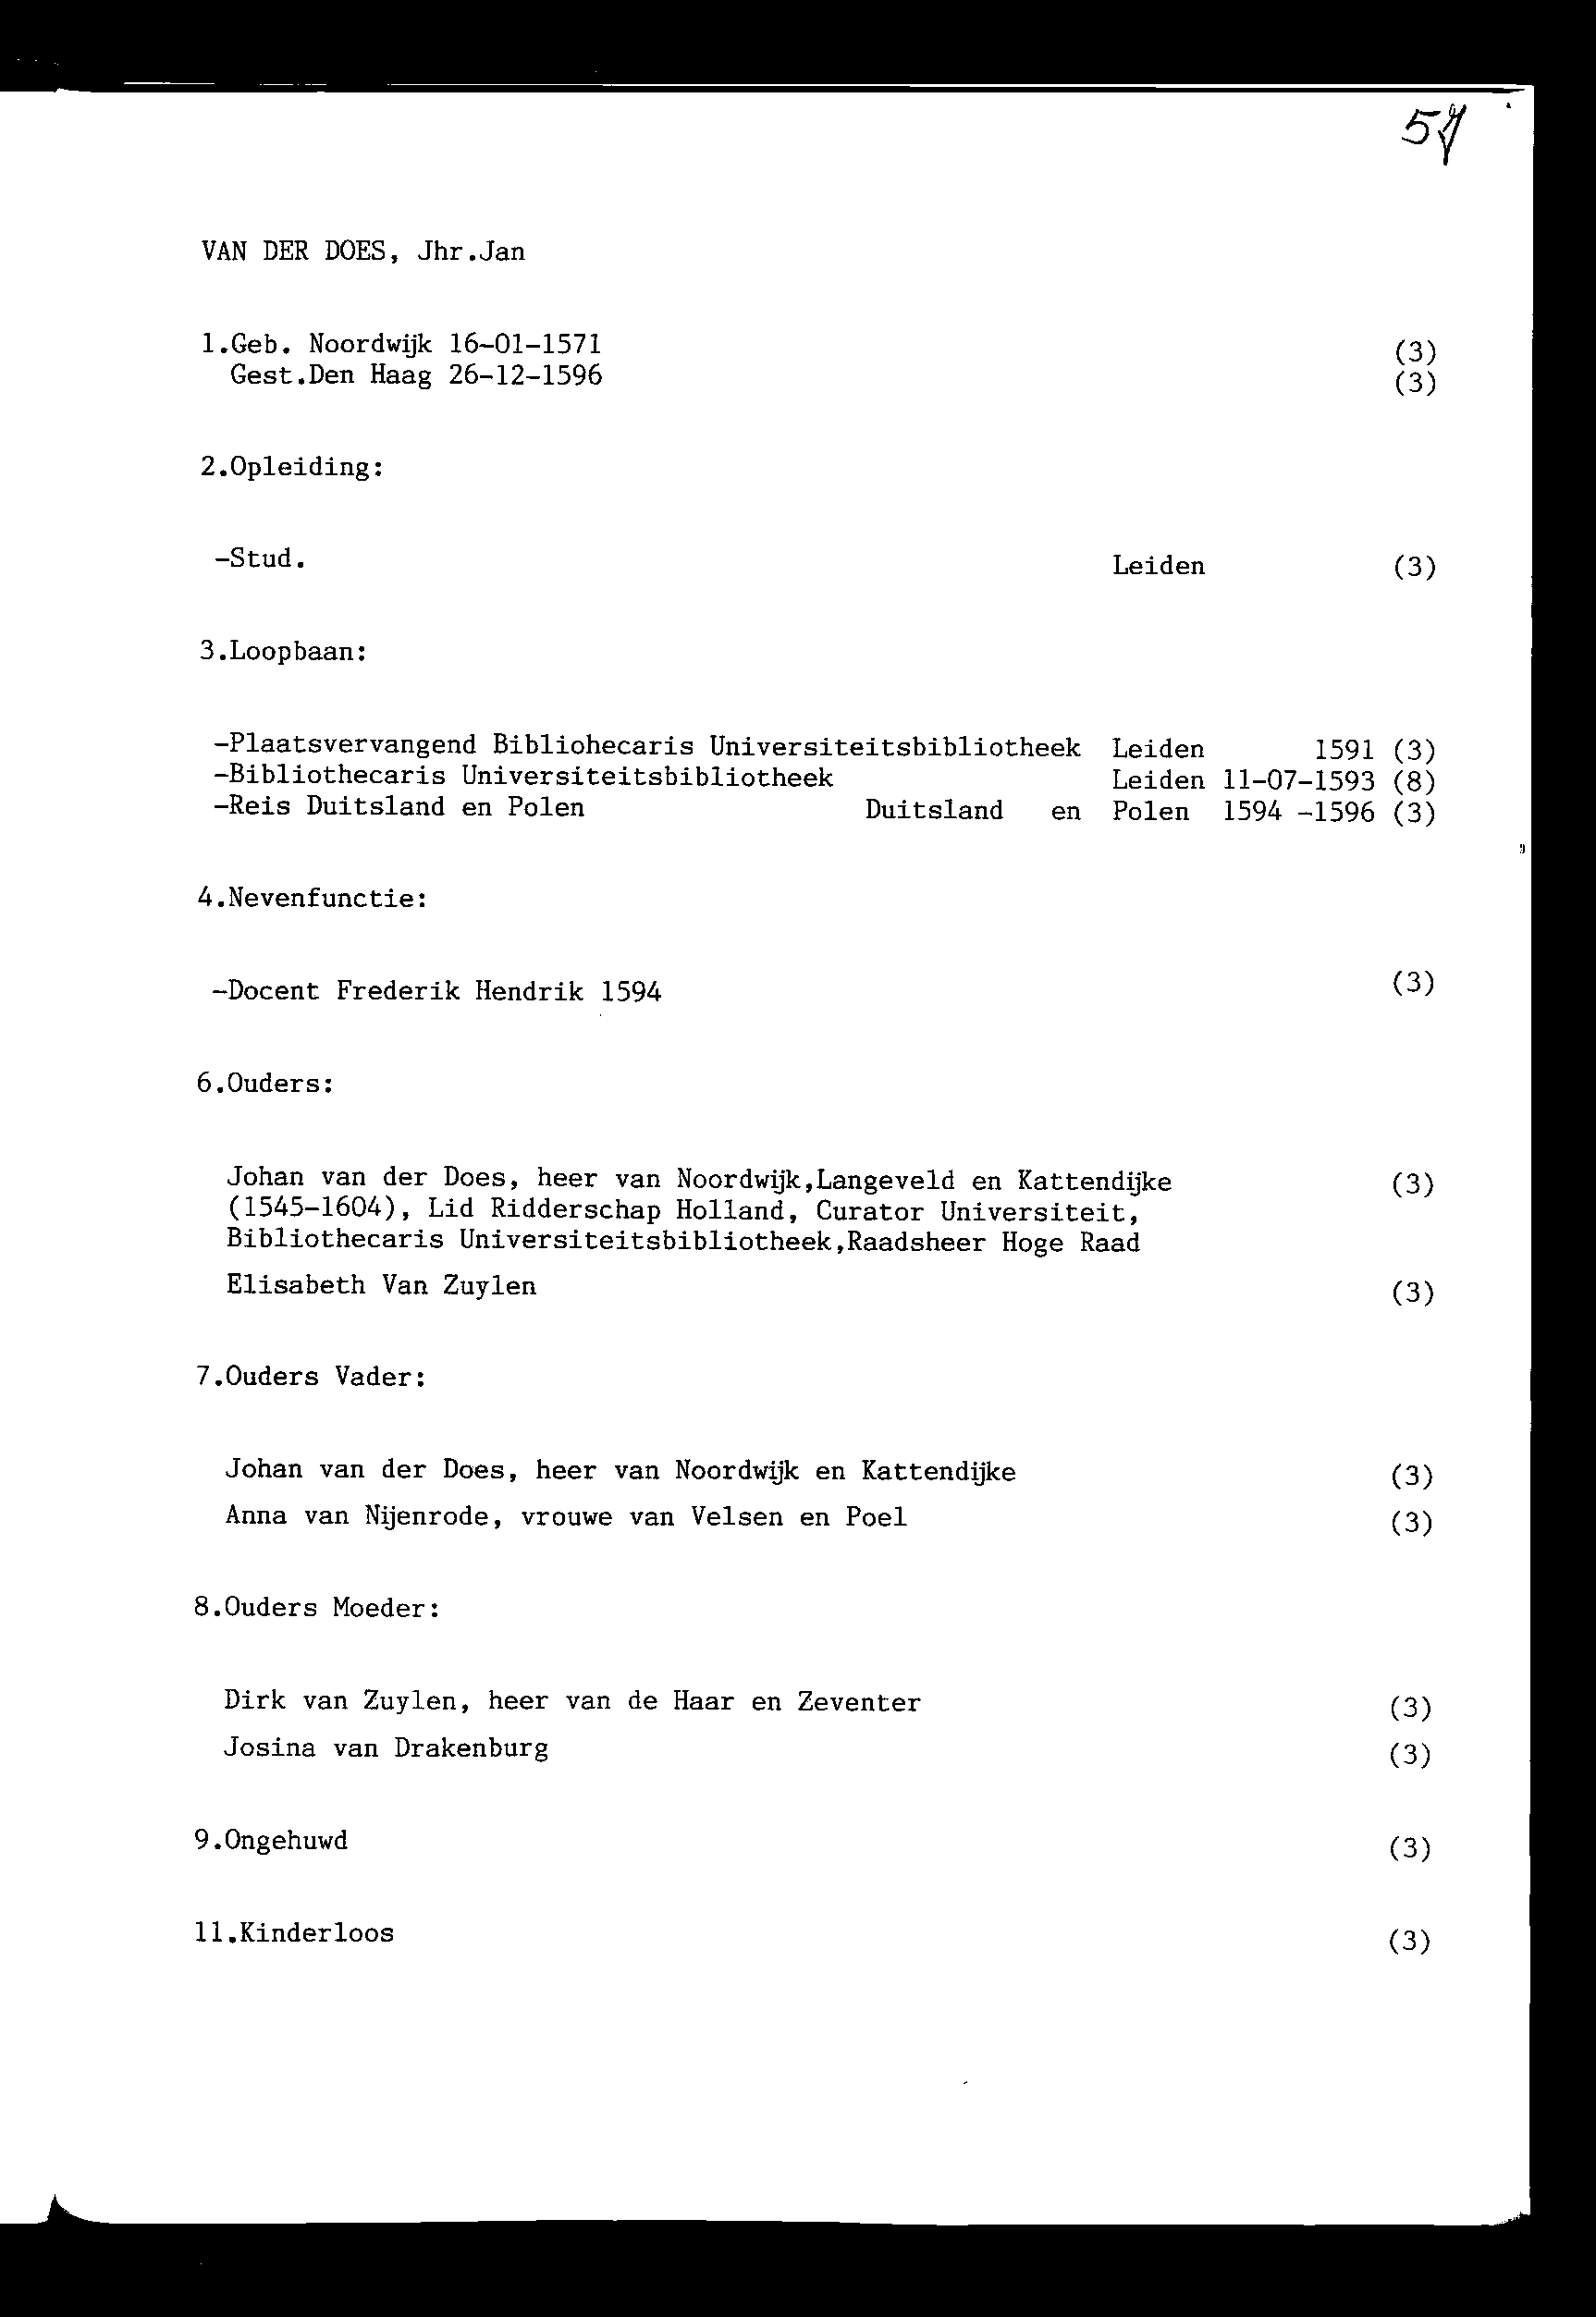 VAN DER DOES, Jhr.Jan
1.Geb. Noordwijk 16-01-1571 (3)
Gest.Den Haag 26-12-1596 (3)
2.Opleiding:
-Stud. Leiden (3)
3.Loopbaan:
-Plaatsvervangend Bibliohecaris Universiteitsbibliotheek Leiden 1591 (3)
-Bibliothecaris Universiteitsbibliotheek Leiden 11-07-1593 (8)
-Reis Duitsland en Polen Duitsland en Polen 1594 -1596 (3)
4.Nevenfunctie:
-Docent Frederik Hendrik 1594 (3)
6.Ouders:
Johan van der Does, heer van Noordwijk,Langeveld en Kattendijke (3)
(1545-1604), Lid Ridderschap Holland, Curator Universiteit,
Bibliothecaris Universiteitsbibliotheek,Raadsheer Hoge Raad
Elisabeth Van Zuylen (3)
7.Ouders Vader:
Johan van der Does, heer van Noordwijk en Kattendijke (3)
Anna van Nijenrode, vrouwe van Velsen en Poel (3)
8.Ouders Moeder:
Dirk van Zuylen, heer van de Haar en Zeventer (3)
Josina van Drakenburg (3)
9.Ongehuwd (3)
11.Kinderloos (3)